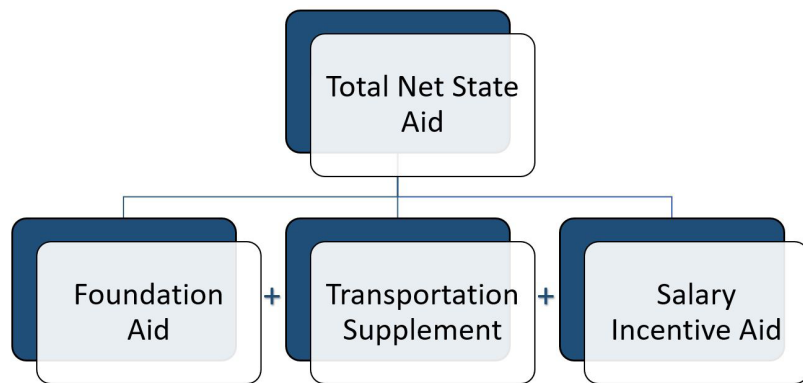 Total Net State
Aid
Foundation
Aid
+
Transportation
Supplement
+
Salary
Incentive Aid